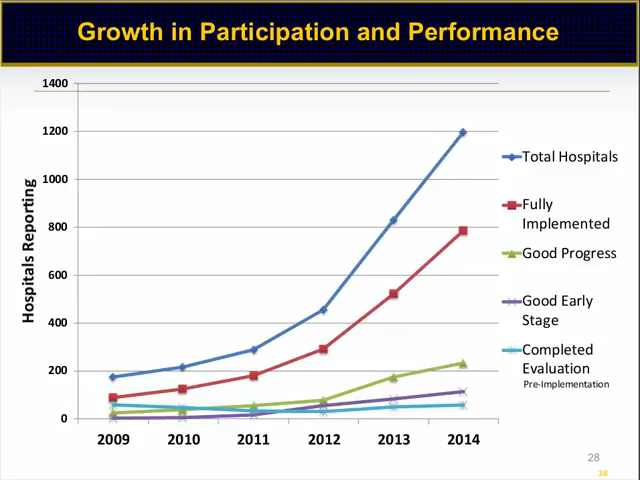 Growth in Participation and Performance
1400
1200
1000
800
600
400
200
0
Hospitals Reporting
2009 2010 2011 2012 2013 2014
Total Hospitals
Fully
Implemented
Good Progress
Good Early
Stage
Completed
Evaluation
Pre-Implementation
28
28